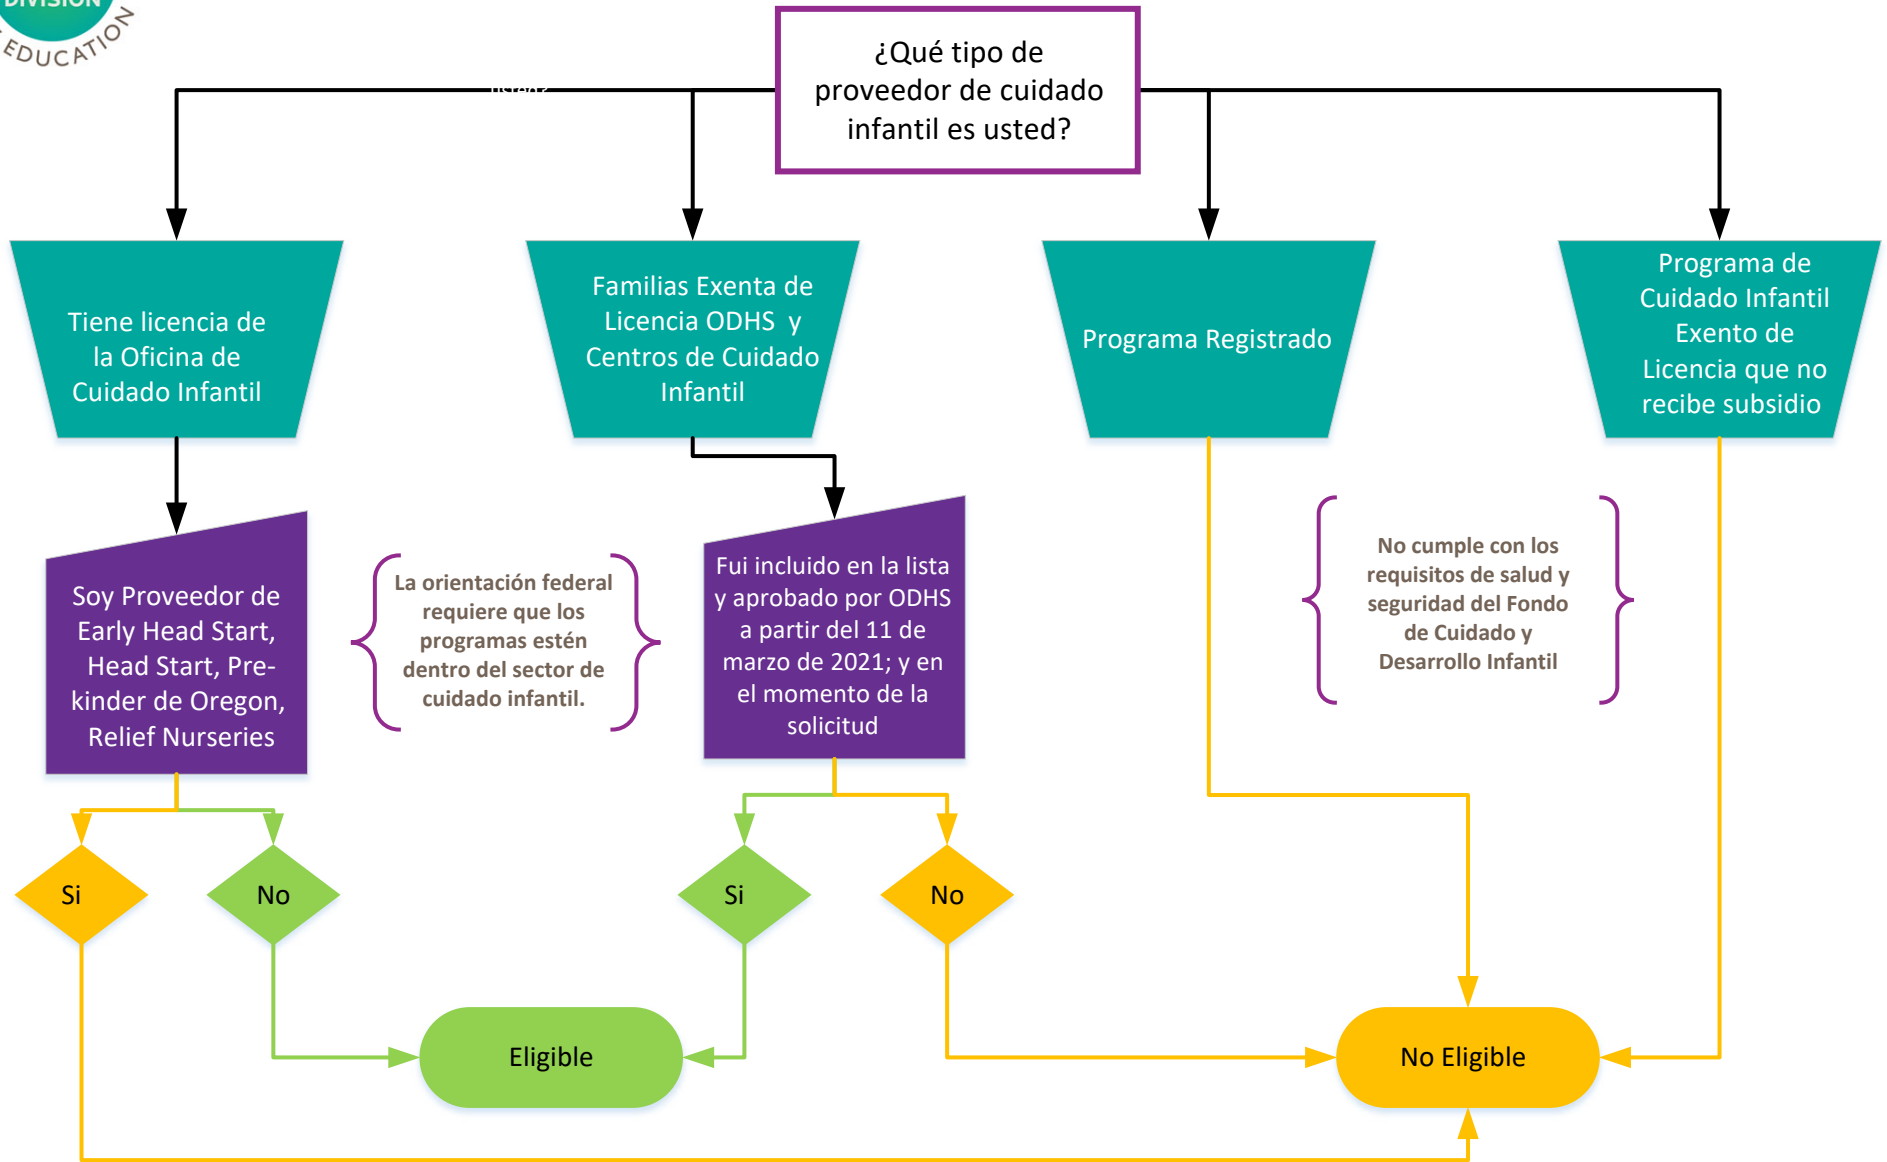 DIVISION
EDUCATION
¿Qué tipo de
proveedor de cuidado
infantil es usted?
Tiene licencia de
la Oficina de
Cuidado Infantil
Familias Exenta de
Licencia ODHS y
Centros de Cuidado
Infantil
Programa Registrado
Programa de
Cuidado Infantil
Exento de
Licencia que no
recibe subsidio
Soy Proveedor de
Early Head Start,
Head Start, Pre-
kinder de Oregon,
Relief Nurseries
La orientación federal
requiere que los
programas estén
dentro del sector de
cuidado infantil.
Fui incluido en la lista
y aprobado por ODHS
a partir del 11 de
marzo de 2021; y en
el momento de la
solicitud
No cumple con los
requisitos de salud y
seguridad del Fondo
de Cuidado y
Desarrollo Infantil
Si
No
Si
No
Eligible
No Eligible